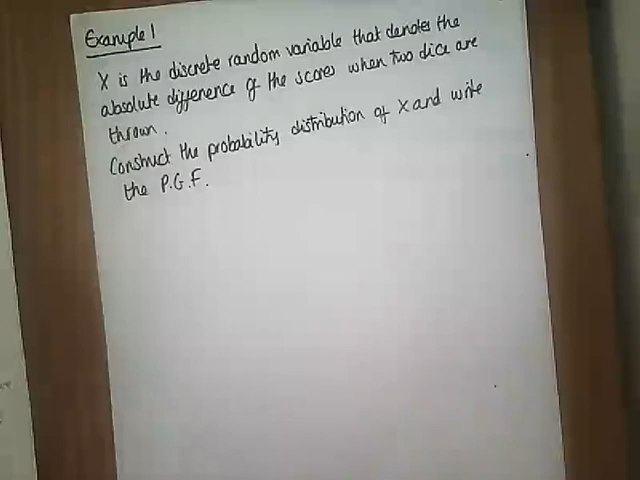 Example 1
X is the discrete random variable that denotes the
absolute difference of the scores when two dice are
thrown.
Construct the probability distribution of X and write
the P.G.F.